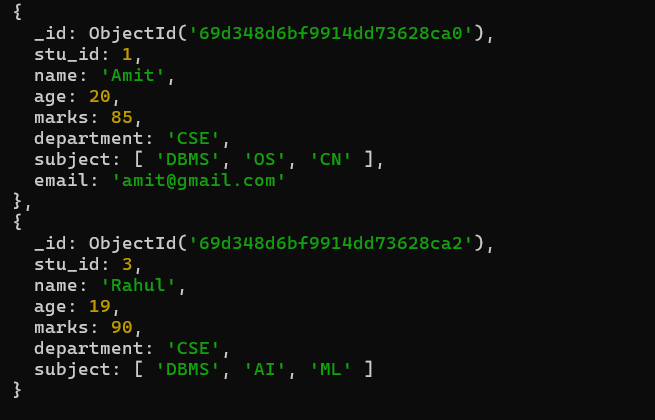 {
  _id: ObjectId('69d348d6bf9914dd73628ca0'),
  stu_id: 1,
  name: 'Amit',
  age: 20,
  marks: 85,
  department: 'CSE',
  subject: [ 'DBMS', 'OS', 'CN' ],
  email: 'amit@gmail.com'
},
{
  _id: ObjectId('69d348d6bf9914dd73628ca2'),
  stu_id: 3,
  name: 'Rahul',
  age: 19,
  marks: 90,
  department: 'CSE',
  subject: [ 'DBMS', 'AI', 'ML' ]
}